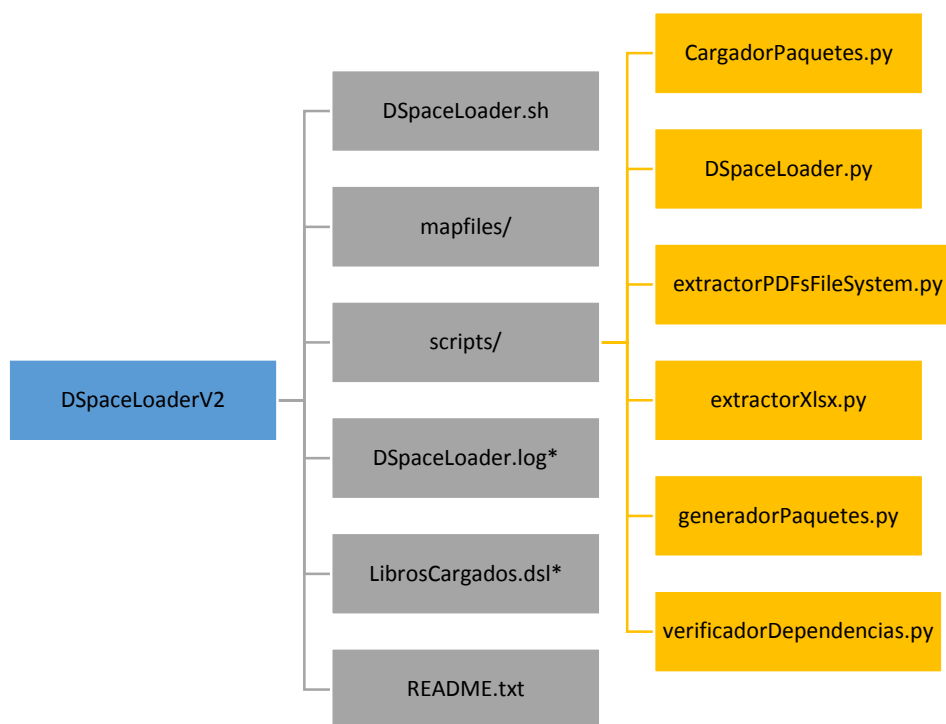 DSpaceLoaderV2
DSpaceLoader.sh
mapfiles/
scripts/
DSpaceLoader.log*
LibrosCargados.dsl*
README.txt
CargadorPaquetes.py
DSpaceLoader.py
extractorPDFsFileSystem.py
extractorXlsx.py
generadorPaquetes.py
verificadorDependencias.py